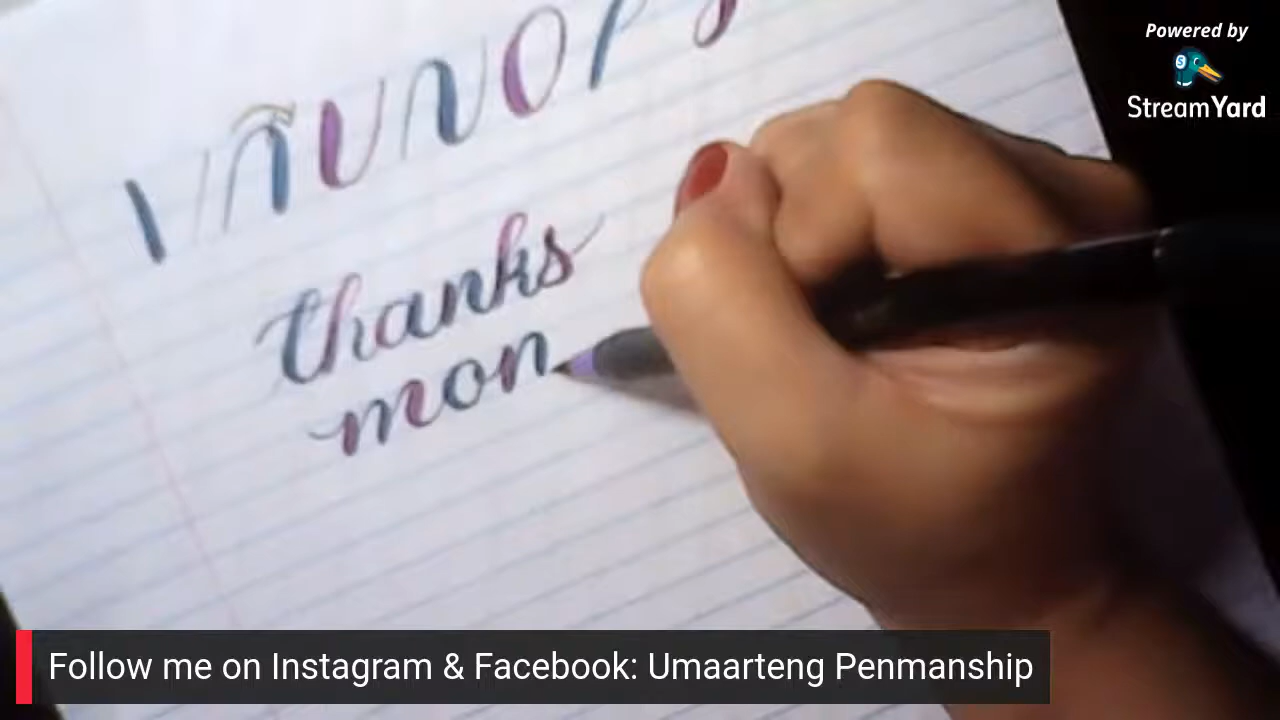 Powered by
StreamYard
thanks
mon
Follow me on Instagram & Facebook: Umaarteng Penmanship